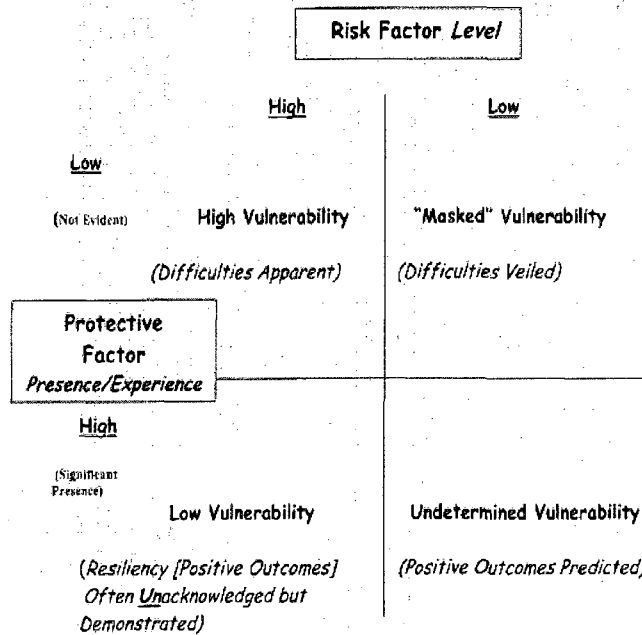 Risk Factor Level
High
Low
Low
(Not Evident)
High Vulnerability
"Masked" Vulnerability
(Difficulties Apparent)
(Difficulties Veiled)
Protective
Factor
Presence/Experience
High
(Significant
Presence)
Low Vulnerability
Undetermined Vulnerability
(Resiliency [Positive Outcomes]
Often Unacknowledged but
Demonstrated)
(Positive Outcomes Predicted)